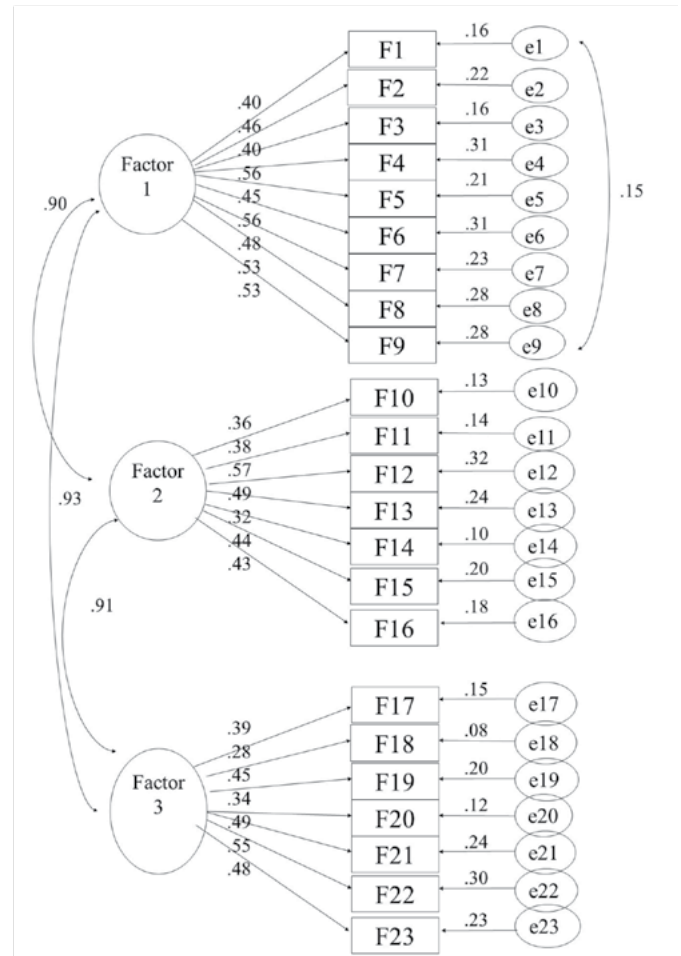 F1 .16 e1
F2 .22 e2
.40
F3 .16 e3
.46
.40
F4 .31 e4
Factor
1
.56
F5 .21 e5
.15
.90
.45
.56
F6 .31 e6
.48
F7 .23 e7
.53
F8 .28 e8
.53
F9 .28 e9
F10 .13 e10
.36
F11 .14 e11
.38
.57
F12 .32 e12
Factor
2
.49
F13 .24 e13
.93
.32
F14 .10 e14
.44
.43
F15 .20 e15
.91
F16 .18 e16
F17 .15 e17
.39
F18 .08 e18
.28
.45
F19 .20 e19
Factor
3
.34
F20 .12 e20
.49
F21 .24 e21
.55
F22 .30 e22
.48
F23 .23 e23